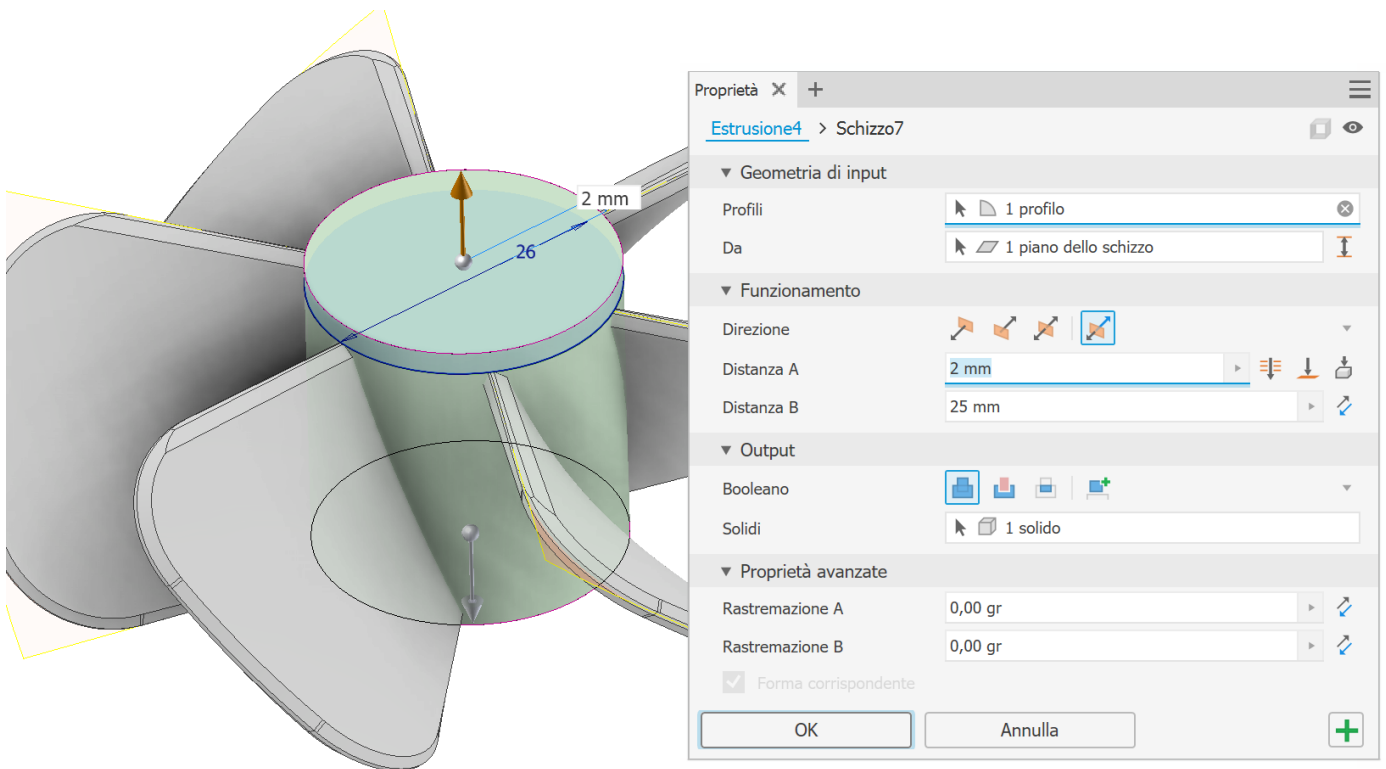 2 mm
26
Proprietà
Estrusione4 > Schizzo7
Geometria di input
Profili 1 profilo
Da 1 piano dello schizzo
Funzionamento
Direzione
Distanza A 2 mm
Distanza B 25 mm
Output
Booleano
Solidi 1 solido
Proprietà avanzate
Rastremazione A 0,00 gr
Rastremazione B 0,00 gr
Forma corrispondente
OK Annulla